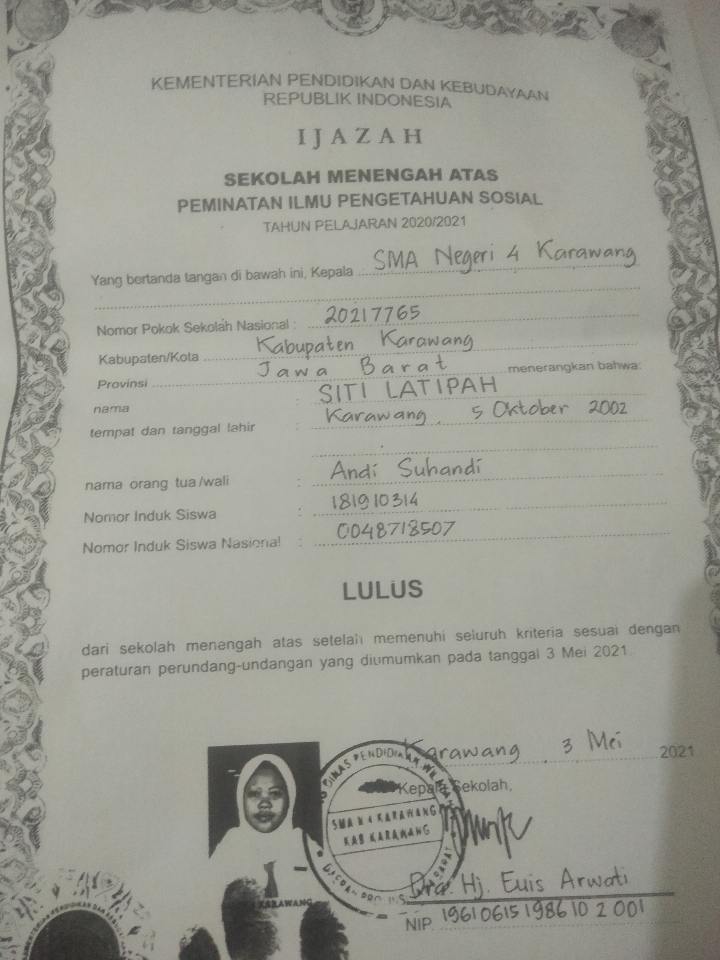 KEMENTERIAN PENDIDIKAN DAN KEBUDAYAAN
REPUBLIK INDONESIA
IJAZAH
SEKOLAH MENENGAH ATAS
PEMINATAN ILMU PENGETAHUAN SOSIAL
TAHUN PELAJARAN 2020/2021
Yang bertanda tangan di bawah ini, Kepala SMA Negeri 4 Karawang
Nomor Pokok Sekolah Nasional : 20217765
Kabupaten/Kota Kabupaten Karawang
Provinsi Jawa Barat menerangkan bahwa:
nama : SITI LATIPAH
tempat dan tanggal lahir : Karawang, 5 Oktober 2002
nama orang tua/wali : Andi Suhandi
Nomor Induk Siswa : 181910314
Nomor Induk Siswa Nasional : 0048718507
LULUS
dari sekolah menengah atas setelah memenuhi seluruh kriteria sesuai dengan
peraturan perundang-undangan yang diumumkan pada tanggal 3 Mei 2021.
Karawang, 3 Mei 2021
Kepala Sekolah,
DINAS PENDIDIKAN
SMA N 4 KARAWANG
KAB KARAWANG
KARAWANG
Dra. Hj. Euis Arwati
NIP. 19610615 198610 2 001